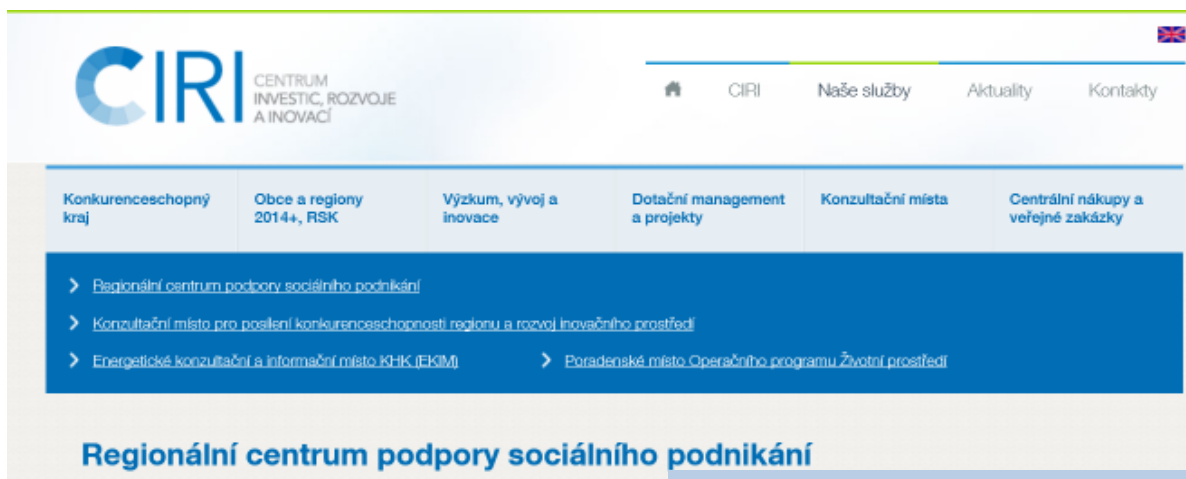 CIRI
CENTRUM
INVESTIC, ROZVOJE
A INOVACÍ
CIRI Naše služby Aktuality Kontakty
Konkurenceschopný
kraj
Obce a regiony
2014+, RSK
Výzkum, vývoj a
inovace
Dotační management
a projekty
Konzultační místa
Centrální nákupy a
veřejné zakázky
Regionální centrum podpory sociálního podnikání
Konzultační místo pro posílení konkurenceschopnosti regionu a rozvoj inovačního prostředí
Energetické konzultační a informační místo KHK (EKIM)
Poradenské místo Operačního programu Životní prostředí
Regionální centrum podpory sociálního podnikání